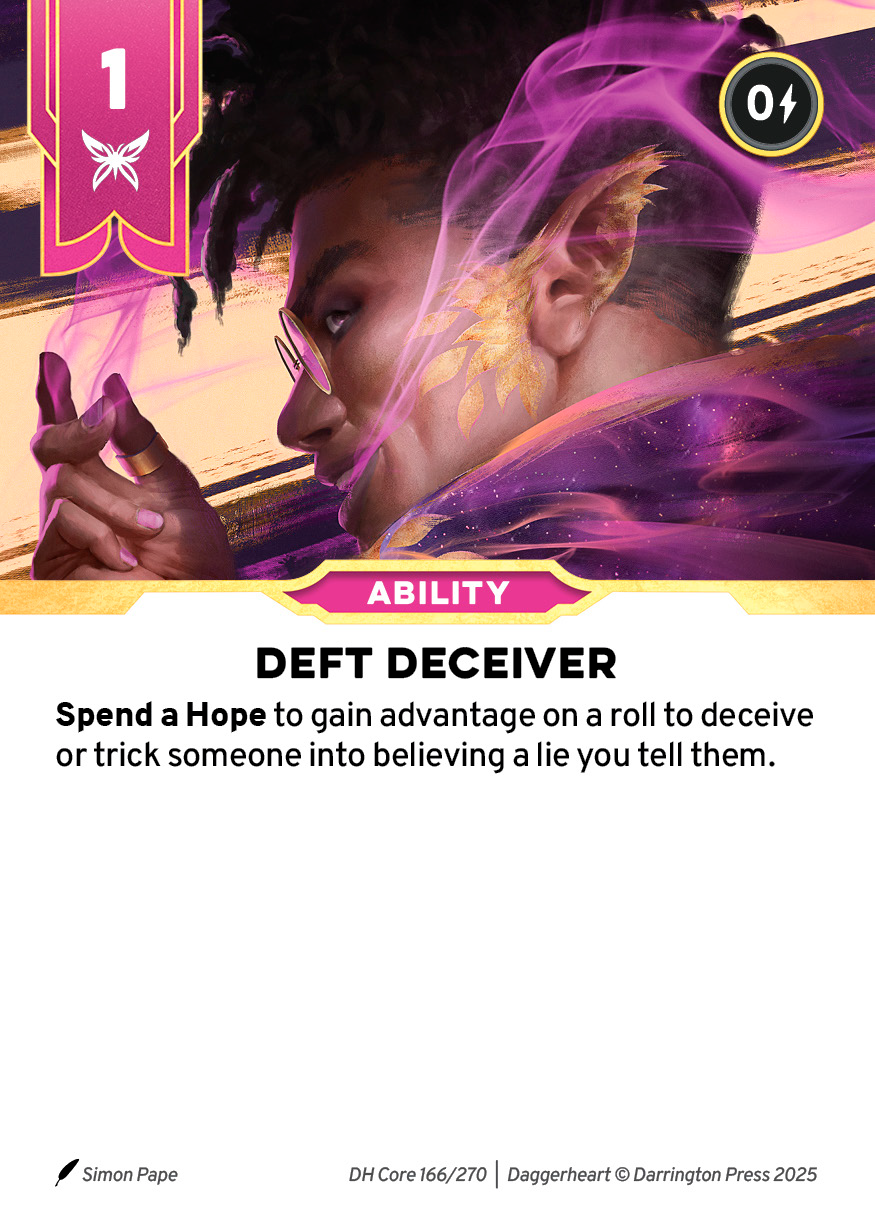 1
0
ABILITY
DEFT DECEIVER
Spend a Hope to gain advantage on a roll to deceive
or trick someone into believing a lie you tell them.
Simon Pape
DH Core 166/270 | Daggerheart © Darrington Press 2025